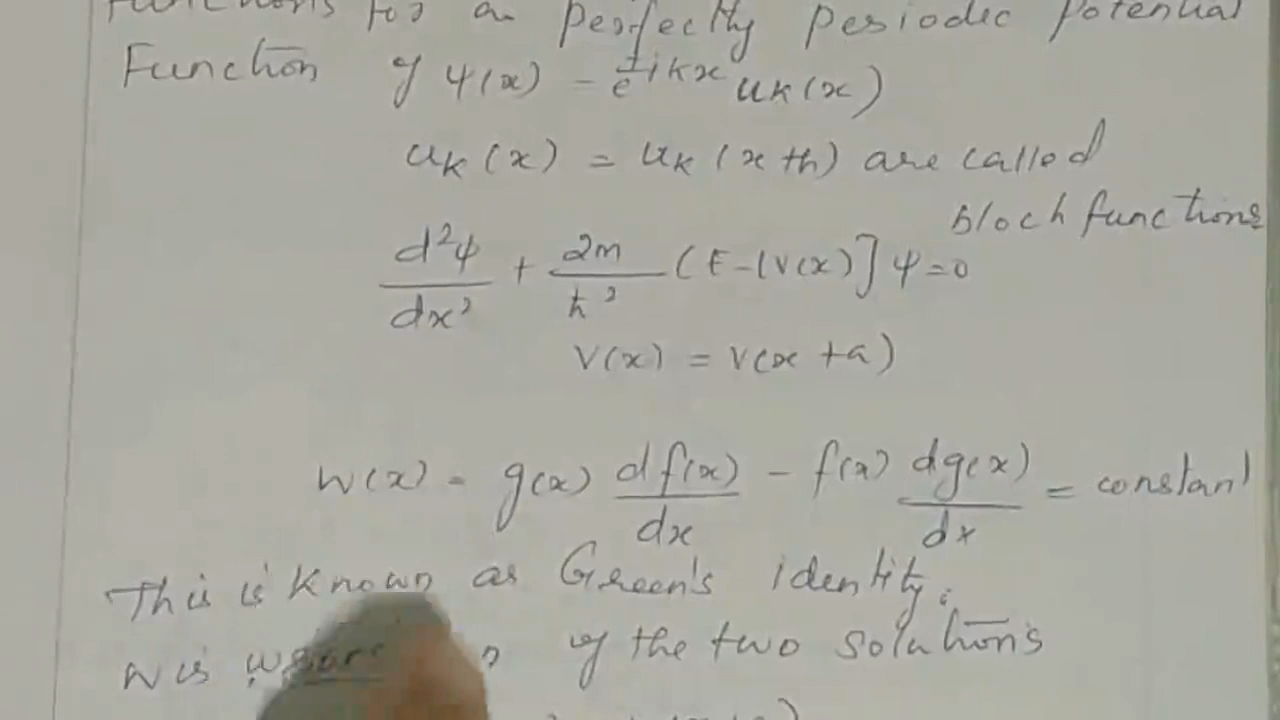 for a perfectly periodic potential
Function of ψ(x) = e^±ikx uk(x)
uk(x) = uk(x+h) are called
bloch functions
d²ψ/dx² + 2m/ħ² (E-(V(x)] ψ=0
V(x) = V(x+a)
W(x) = g(x) df(x)/dx - f(x) dg(x)/dx = constant
This is known as Green's identity.
W is of the two solutions